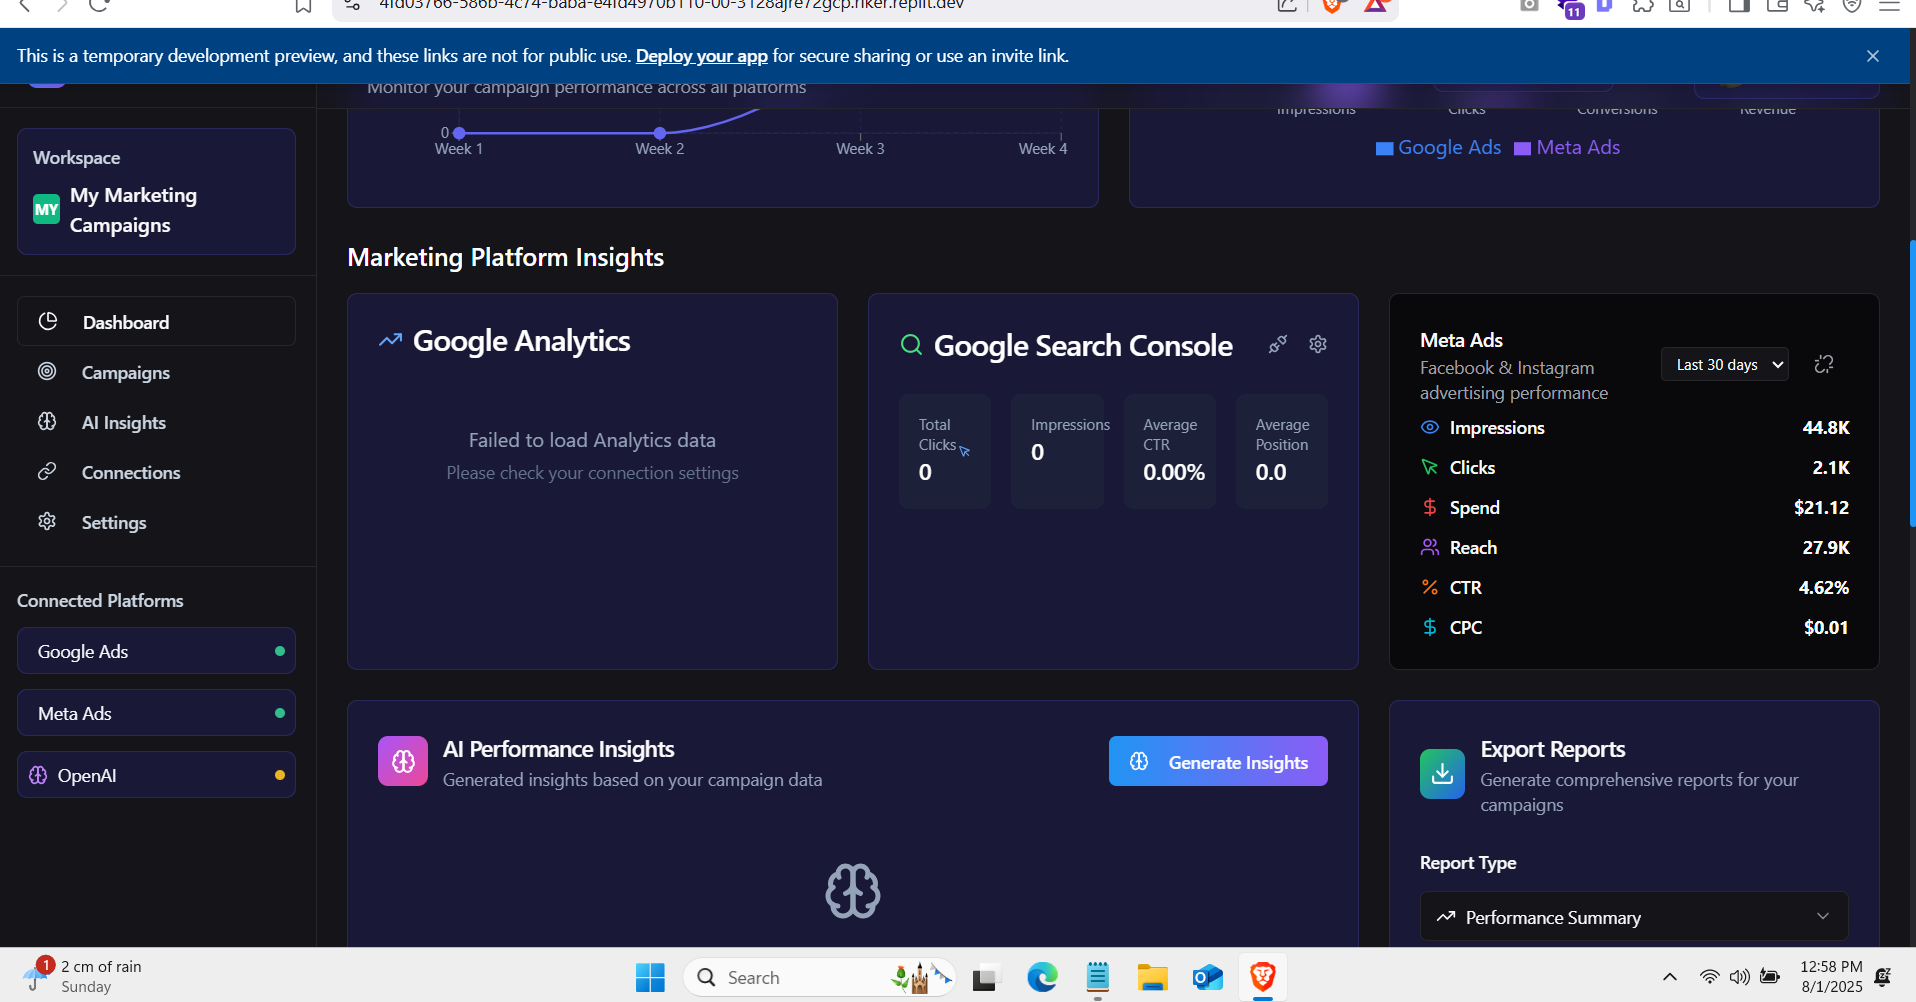 4fd03766-586b-4c74-baba-e4fd4970b110-00-3128ajre72gcp.riker.replit.dev
11
This is a temporary development preview, and these links are not for public use. Deploy your app for secure sharing or use an invite link.
Monitor your campaign performance across all platforms
Workspace
MY
My Marketing
Campaigns
Dashboard
Campaigns
AI Insights
Connections
Settings
Connected Platforms
Google Ads
Meta Ads
OpenAI
0
Week 1
Week 2
Week 3
Week 4
Impressions
Clicks
Conversions
Revenue
Google Ads
Meta Ads
Marketing Platform Insights
Google Analytics
Failed to load Analytics data
Please check your connection settings
Google Search Console
Total
Clicks
0
Impressions
0
Average
CTR
0.00%
Average
Position
0.0
Meta Ads
Facebook & Instagram
advertising performance
Last 30 days
Impressions
44.8K
Clicks
2.1K
Spend
$21.12
Reach
27.9K
CTR
4.62%
CPC
$0.01
AI Performance Insights
Generated insights based on your campaign data
Generate Insights
Export Reports
Generate comprehensive reports for your
campaigns
Report Type
Performance Summary
1
2 cm of rain
Sunday
Search
12:58 PM
8/1/2025